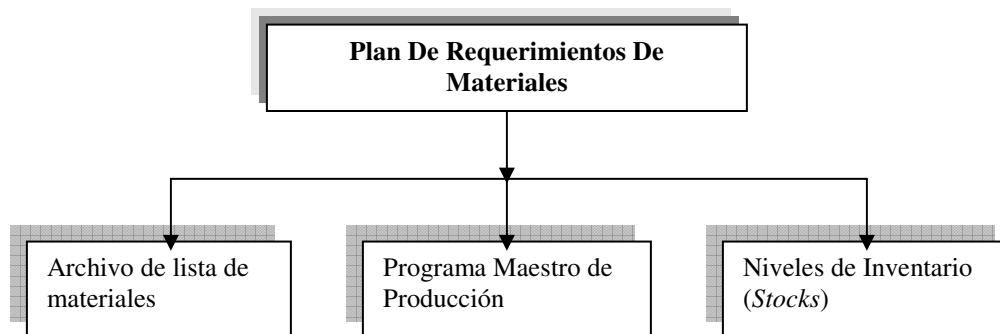 Plan De Requerimientos De
Materiales
Archivo de lista de
materiales
Programa Maestro de
Producción
Niveles de Inventario
(Stocks)